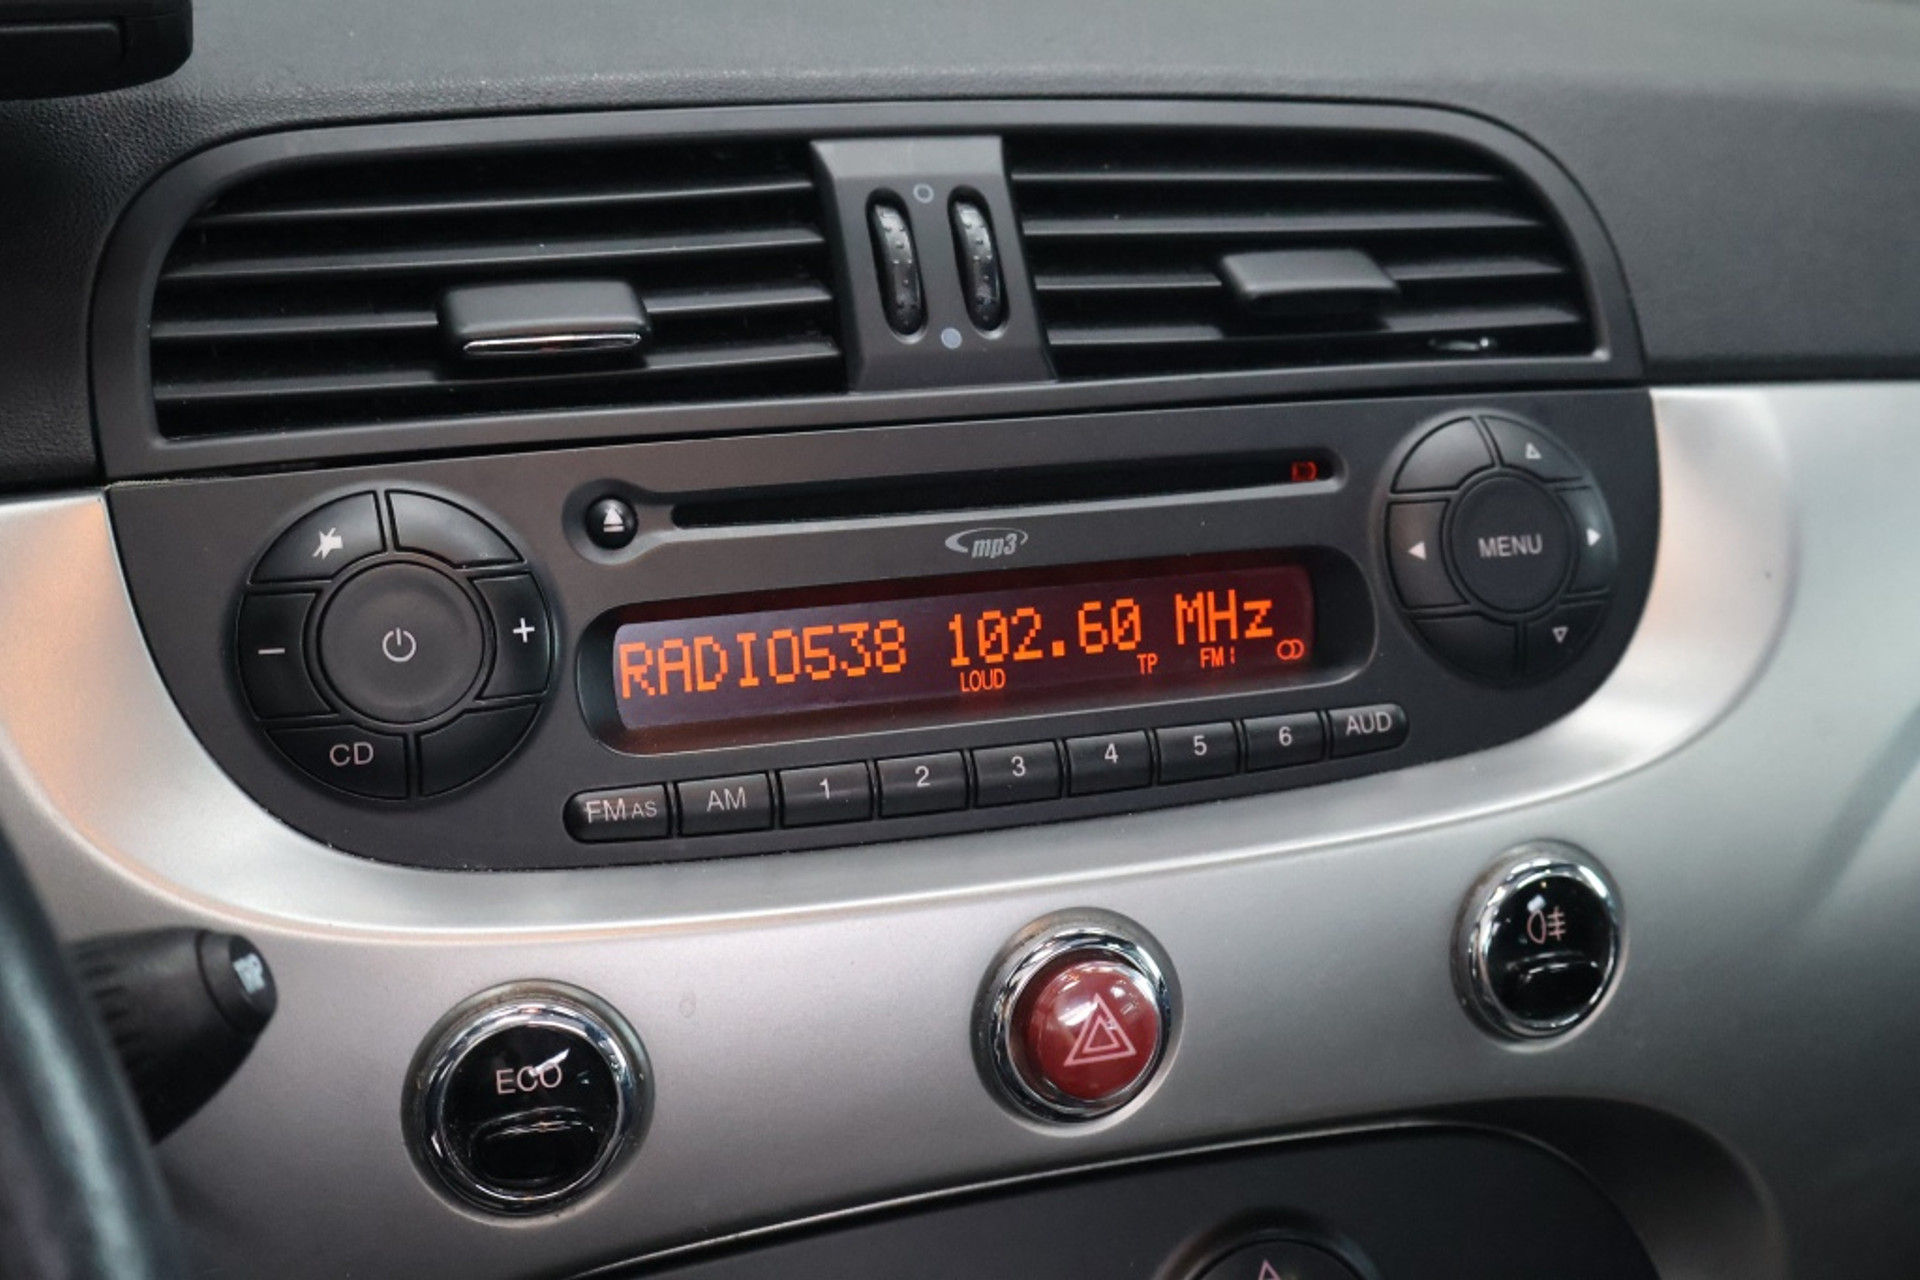 mp3
RADIO538 102.60 MHz
LOUD TP FM1
MENU
CD
FM AS AM 1 2 3 4 5 6 AUD
ECO